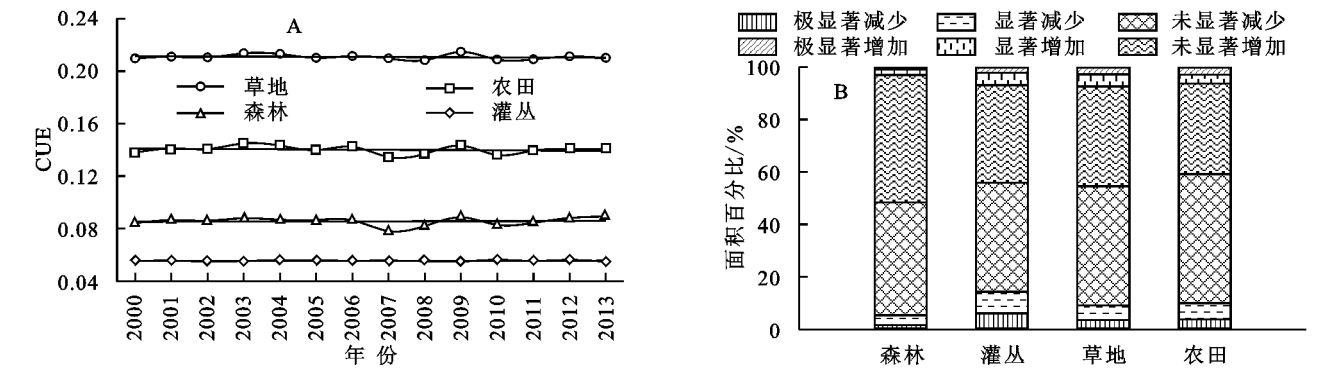 A
0.24
0.20
0.16
0.12
0.08
0.04
CUE
草地
农田
森林
灌丛
2000 2001 2002 2003 2004 2005 2006 2007 2008 2009 2010 2011 2012 2013
年份
极显著减少 显著减少 未显著减少
极显著增加 显著增加 未显著增加
B
100
80
60
40
20
0
面积百分比/%
森林 灌丛 草地 农田